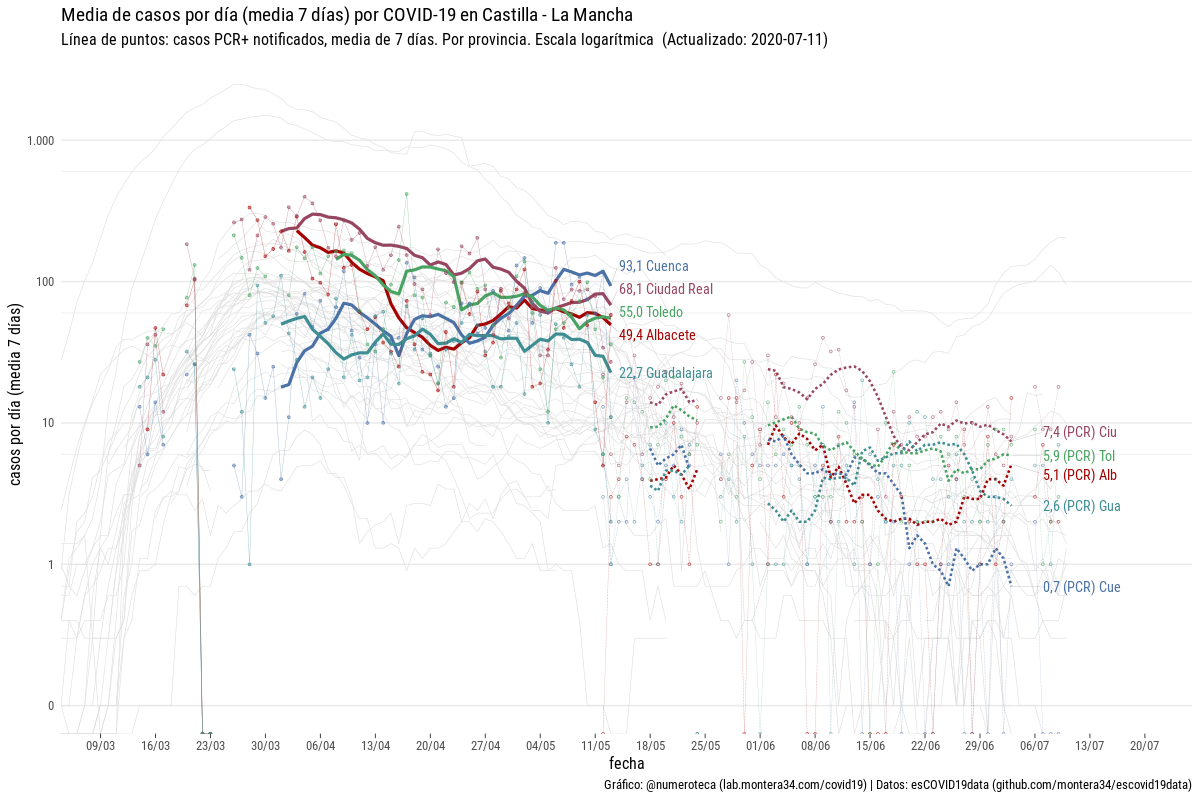 Media de casos por día (media 7 días) por COVID-19 en Castilla - La Mancha
Línea de puntos: casos PCR+ notificados, media de 7 días. Por provincia. Escala logarítmica (Actualizado: 2020-07-11)
casos por día (media 7 días)
1.000
100
10
1
0
93,1 Cuenca
68,1 Ciudad Real
55,0 Toledo
49,4 Albacete
22,7 Guadalajara
7,4 (PCR) Ciu
5,9 (PCR) Tol
5,1 (PCR) Alb
2,6 (PCR) Gua
0,7 (PCR) Cue
09/03 16/03 23/03 30/03 06/04 13/04 20/04 27/04 04/05 11/05 18/05 25/05 01/06 08/06 15/06 22/06 29/06 06/07 13/07 20/07
fecha
Gráfico: @numeroteca (lab.montera34.com/covid19) | Datos: esCOVID19data (github.com/montera34/escovid19data)